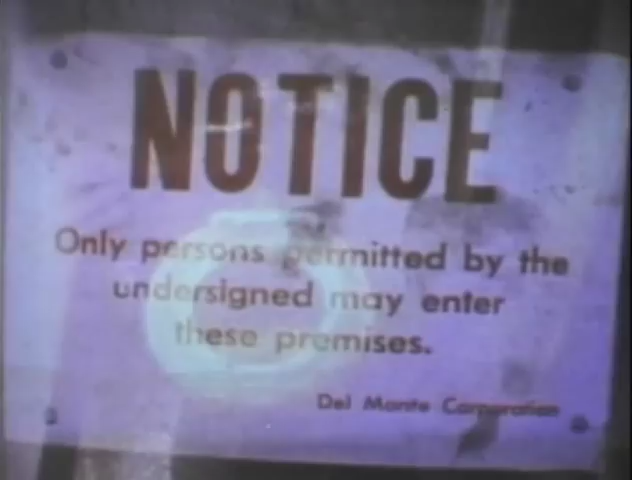 NOTICE
Only persons permitted by the
undersigned may enter
these premises.
Del Monte Corporation